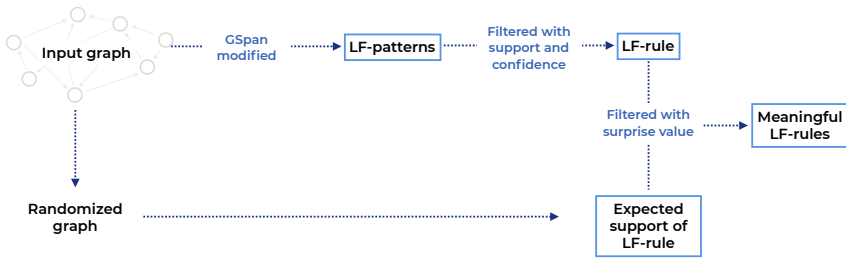 Input graph
GSpan
modified
LF-patterns
Filtered with
support and
confidence
LF-rule
Filtered with
surprise value
Meaningful
LF-rules
Randomized
graph
Expected
support of
LF-rule